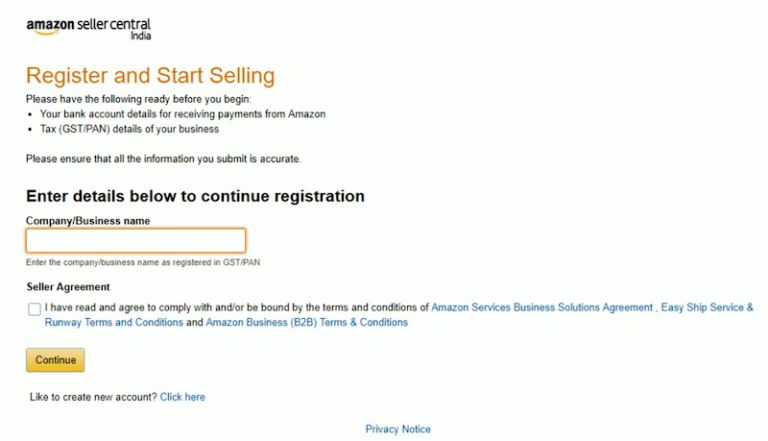 amazon seller central
India
Register and Start Selling
Please have the following ready before you begin:
• Your bank account details for receiving payments from Amazon
• Tax (GST/PAN) details of your business
Please ensure that all the information you submit is accurate.
Enter details below to continue registration
Company/Business name
Enter the company/business name as registered in GST/PAN
Seller Agreement
I have read and agree to comply with and/or be bound by the terms and conditions of Amazon Services Business Solutions Agreement , Easy Ship Service &
Runway Terms and Conditions and Amazon Business (B2B) Terms & Conditions
Continue
Like to create new account? Click here
Privacy Notice